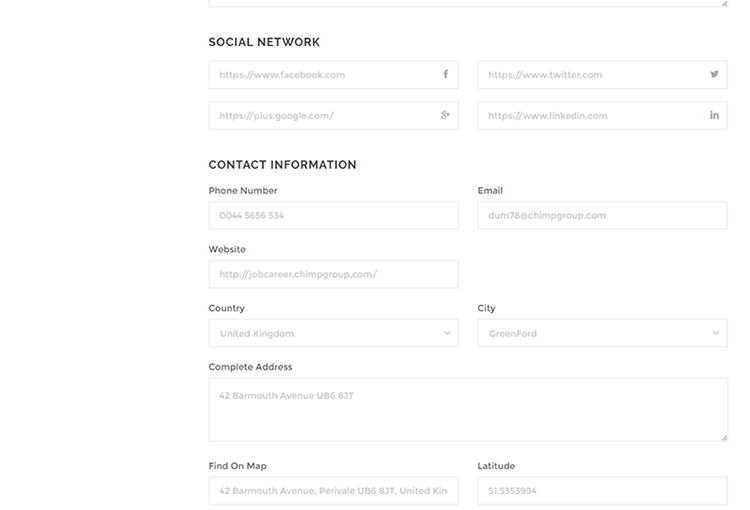 SOCIAL NETWORK
https://www.facebook.com
https://www.twitter.com
https://plus.google.com/
https://www.linkedin.com
CONTACT INFORMATION
Phone Number
Email
0044 5656 534
dum78@chimpgroup.com
Website
http://jobcareer.chimpgroup.com/
Country
City
United Kingdom
GreenFord
Complete Address
42 Barmouth Avenue UB6 8JT
Find On Map
Latitude
42 Barmouth Avenue, Perivale UB6 8JT, United Kin
51.5353994